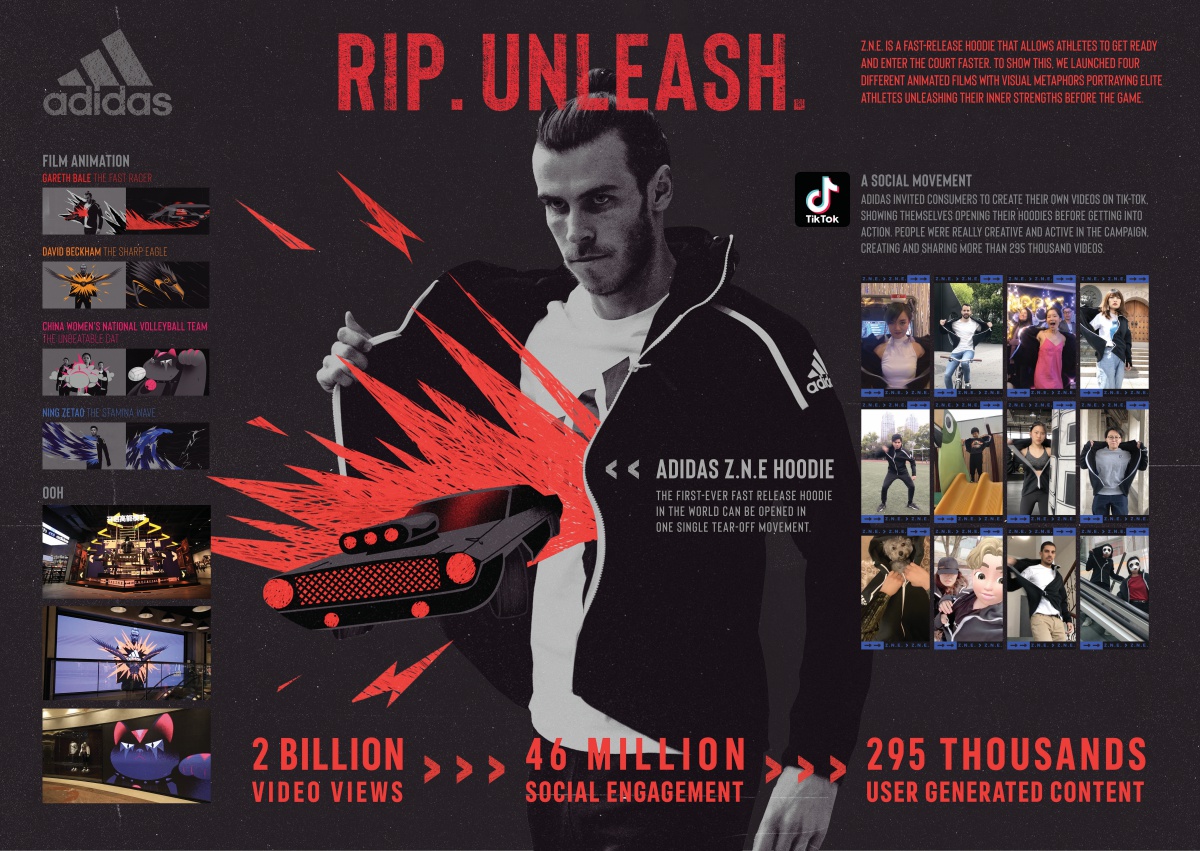 adidas
RIP. UNLEASH.
Z.N.E. IS A FAST-RELEASE HOODIE THAT ALLOWS ATHLETES TO GET READY
AND ENTER THE COURT FASTER. TO SHOW THIS, WE LAUNCHED FOUR
DIFFERENT ANIMATED FILMS WITH VISUAL METAPHORS PORTRAYING ELITE
ATHLETES UNLEASHING THEIR INNER STRENGTHS BEFORE THE GAME.
FILM ANIMATION
GARETH BALE THE FAST RACER
DAVID BECKHAM THE SHARP EAGLE
CHINA WOMEN'S NATIONAL VOLLEYBALL TEAM
THE UNBEATABLE CAT
NING ZETAO THE STAMINA WAVE
OOH
TikTok
A SOCIAL MOVEMENT
ADIDAS INVITED CONSUMERS TO CREATE THEIR OWN VIDEOS ON TIK-TOK,
SHOWING THEMSELVES OPENING THEIR HOODIES BEFORE GETTING INTO
ACTION. PEOPLE WERE REALLY CREATIVE AND ACTIVE IN THE CAMPAIGN,
CREATING AND SHARING MORE THAN 295 THOUSAND VIDEOS.
adidas
< < ADIDAS Z.N.E HOODIE
THE FIRST-EVER FAST RELEASE HOODIE
IN THE WORLD CAN BE OPENED IN
ONE SINGLE TEAR-OFF MOVEMENT.
2 BILLION
VIDEO VIEWS
> > >
46 MILLION
SOCIAL ENGAGEMENT
> > >
295 THOUSANDS
USER GENERATED CONTENT